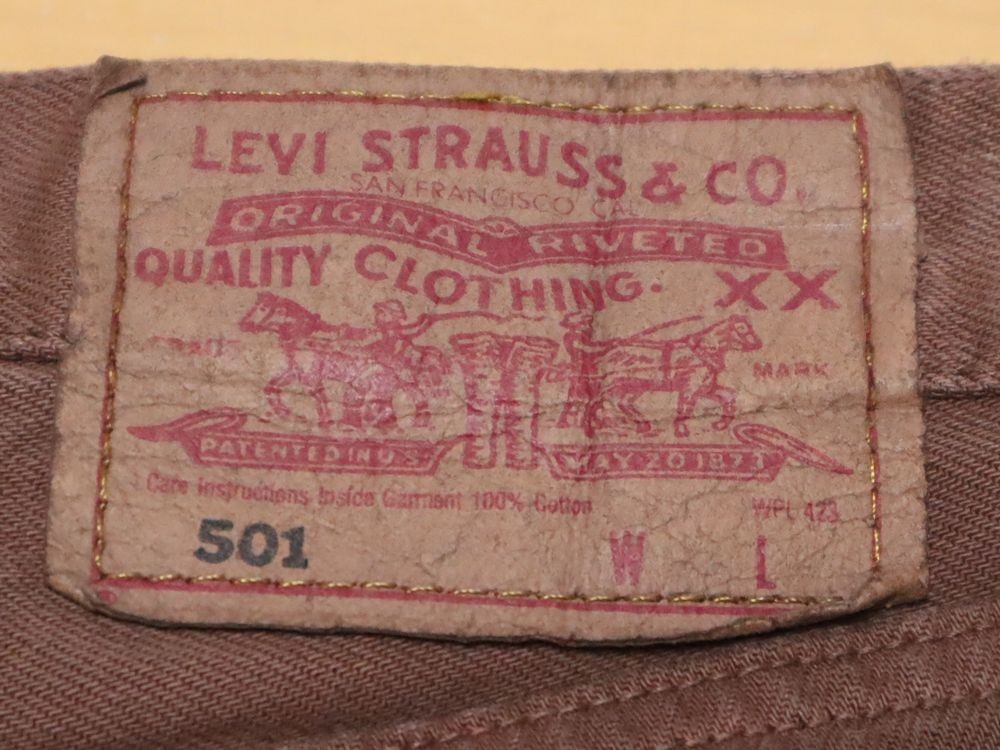 LEVI STRAUSS & CO.
SAN FRANCISCO CAL
ORIGINAL RIVETED
QUALITY CLOTHING. XX
TRADE MARK
PATENTED IN U.S. MAY 20 1873
Care Instructions Inside Garment 100% Cotton WPL 423
501 W L